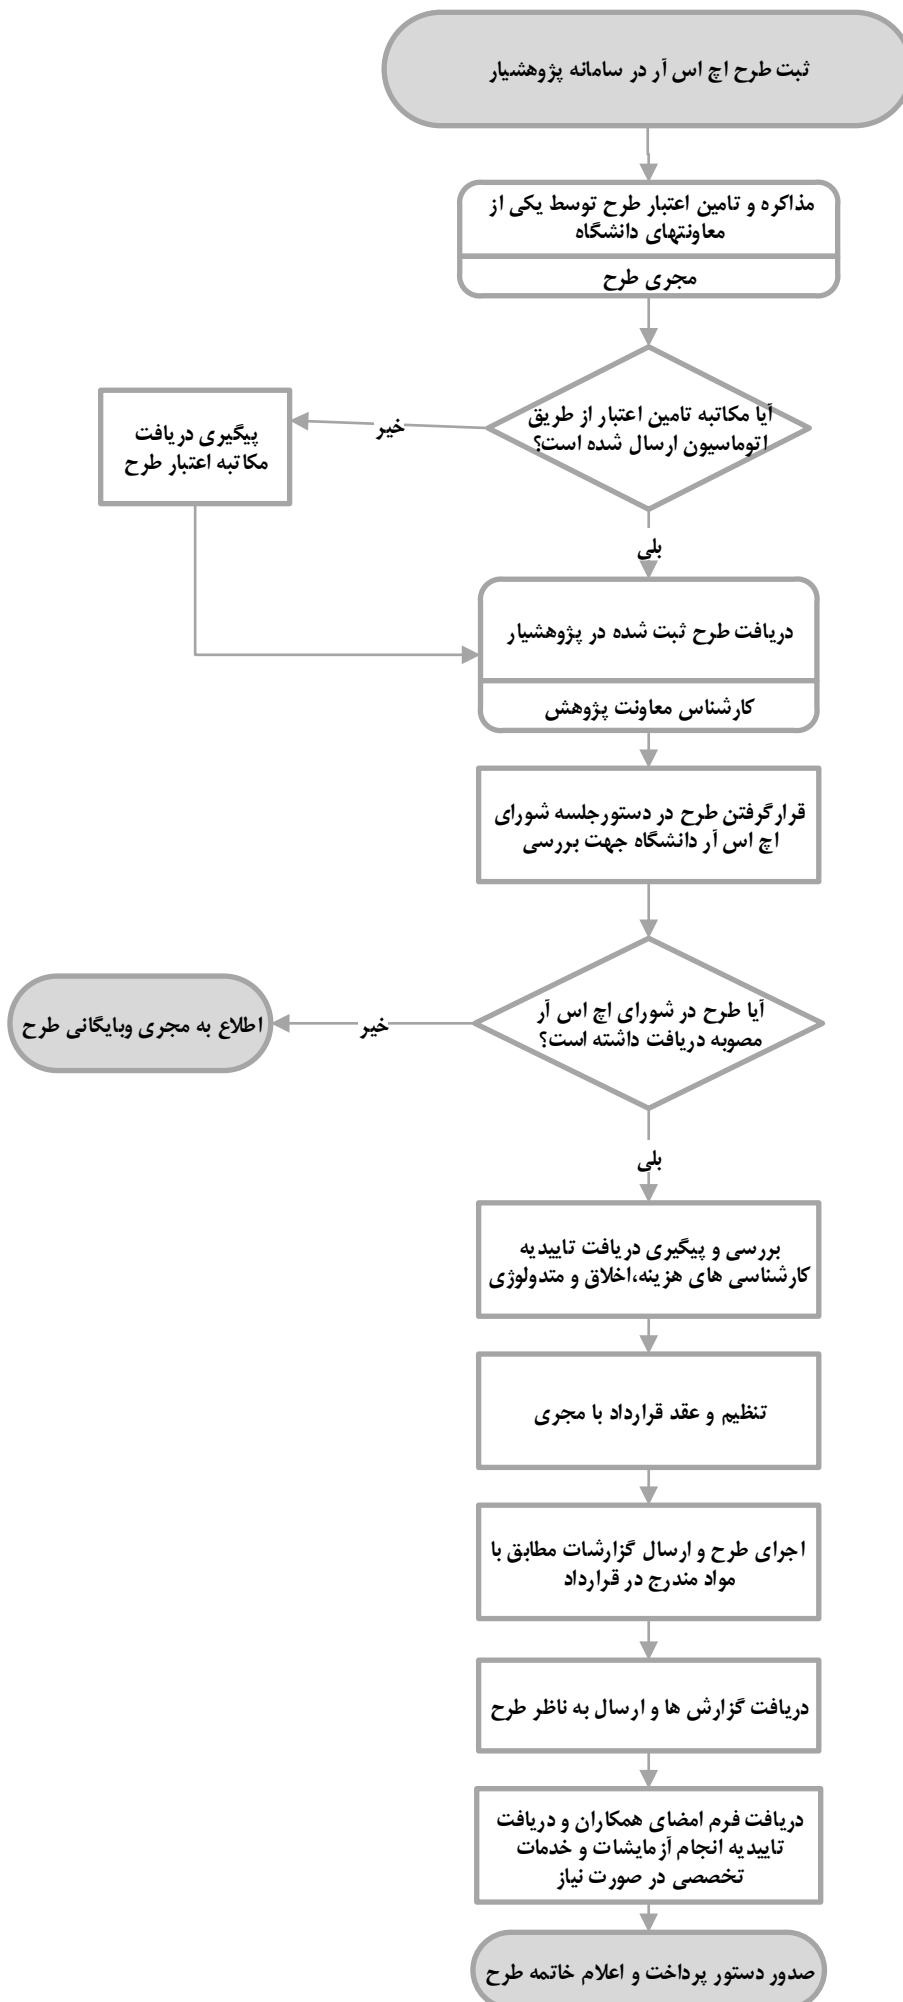 ثبت طرح اچ اس آر در سامانه پژوهشیار
مذاکره و تامین اعتبار طرح توسط یکی از
معاونتهای دانشگاه
مجری طرح
آیا مکاتبه تامین اعتبار از طریق
اتوماسیون ارسال شده است؟
خیر
پیگیری دریافت
مکاتبه اعتبار طرح
بلی
دریافت طرح ثبت شده در پژوهشیار
کارشناس معاونت پژوهش
قرارگرفتن طرح در دستورجلسه شورای
اچ اس آر دانشگاه جهت بررسی
آیا طرح در شورای اچ اس آر
مصوبه دریافت داشته است؟
خیر
اطلاع به مجری وبایگانی طرح
بلی
بررسی و پیگیری دریافت تاییدیه
کارشناسی های هزینه،اخلاق و متدولوژی
تنظیم و عقد قرارداد با مجری
اجرای طرح و ارسال گزارشات مطابق با
مواد مندرج در قرارداد
دریافت گزارش ها و ارسال به ناظر طرح
دریافت فرم امضای همکاران و دریافت
تاییدیه انجام آزمایشات و خدمات
تخصصی در صورت نیاز
صدور دستور پرداخت و اعلام خاتمه طرح